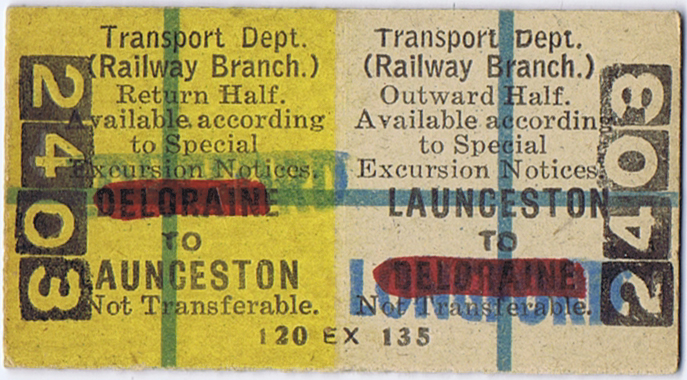 2403
Transport Dept.
(Railway Branch.)
Return Half.
Available according
to Special
Excursion Notices.
DELORAINE
TO
LAUNCESTON
Not Transferable.
Transport Dept.
(Railway Branch.)
Outward Half.
Available according
to Special
Excursion Notices.
LAUNCESTON
TO
DELORAINE
LONGFORD
Not Transferable.
2403
120 EX 135